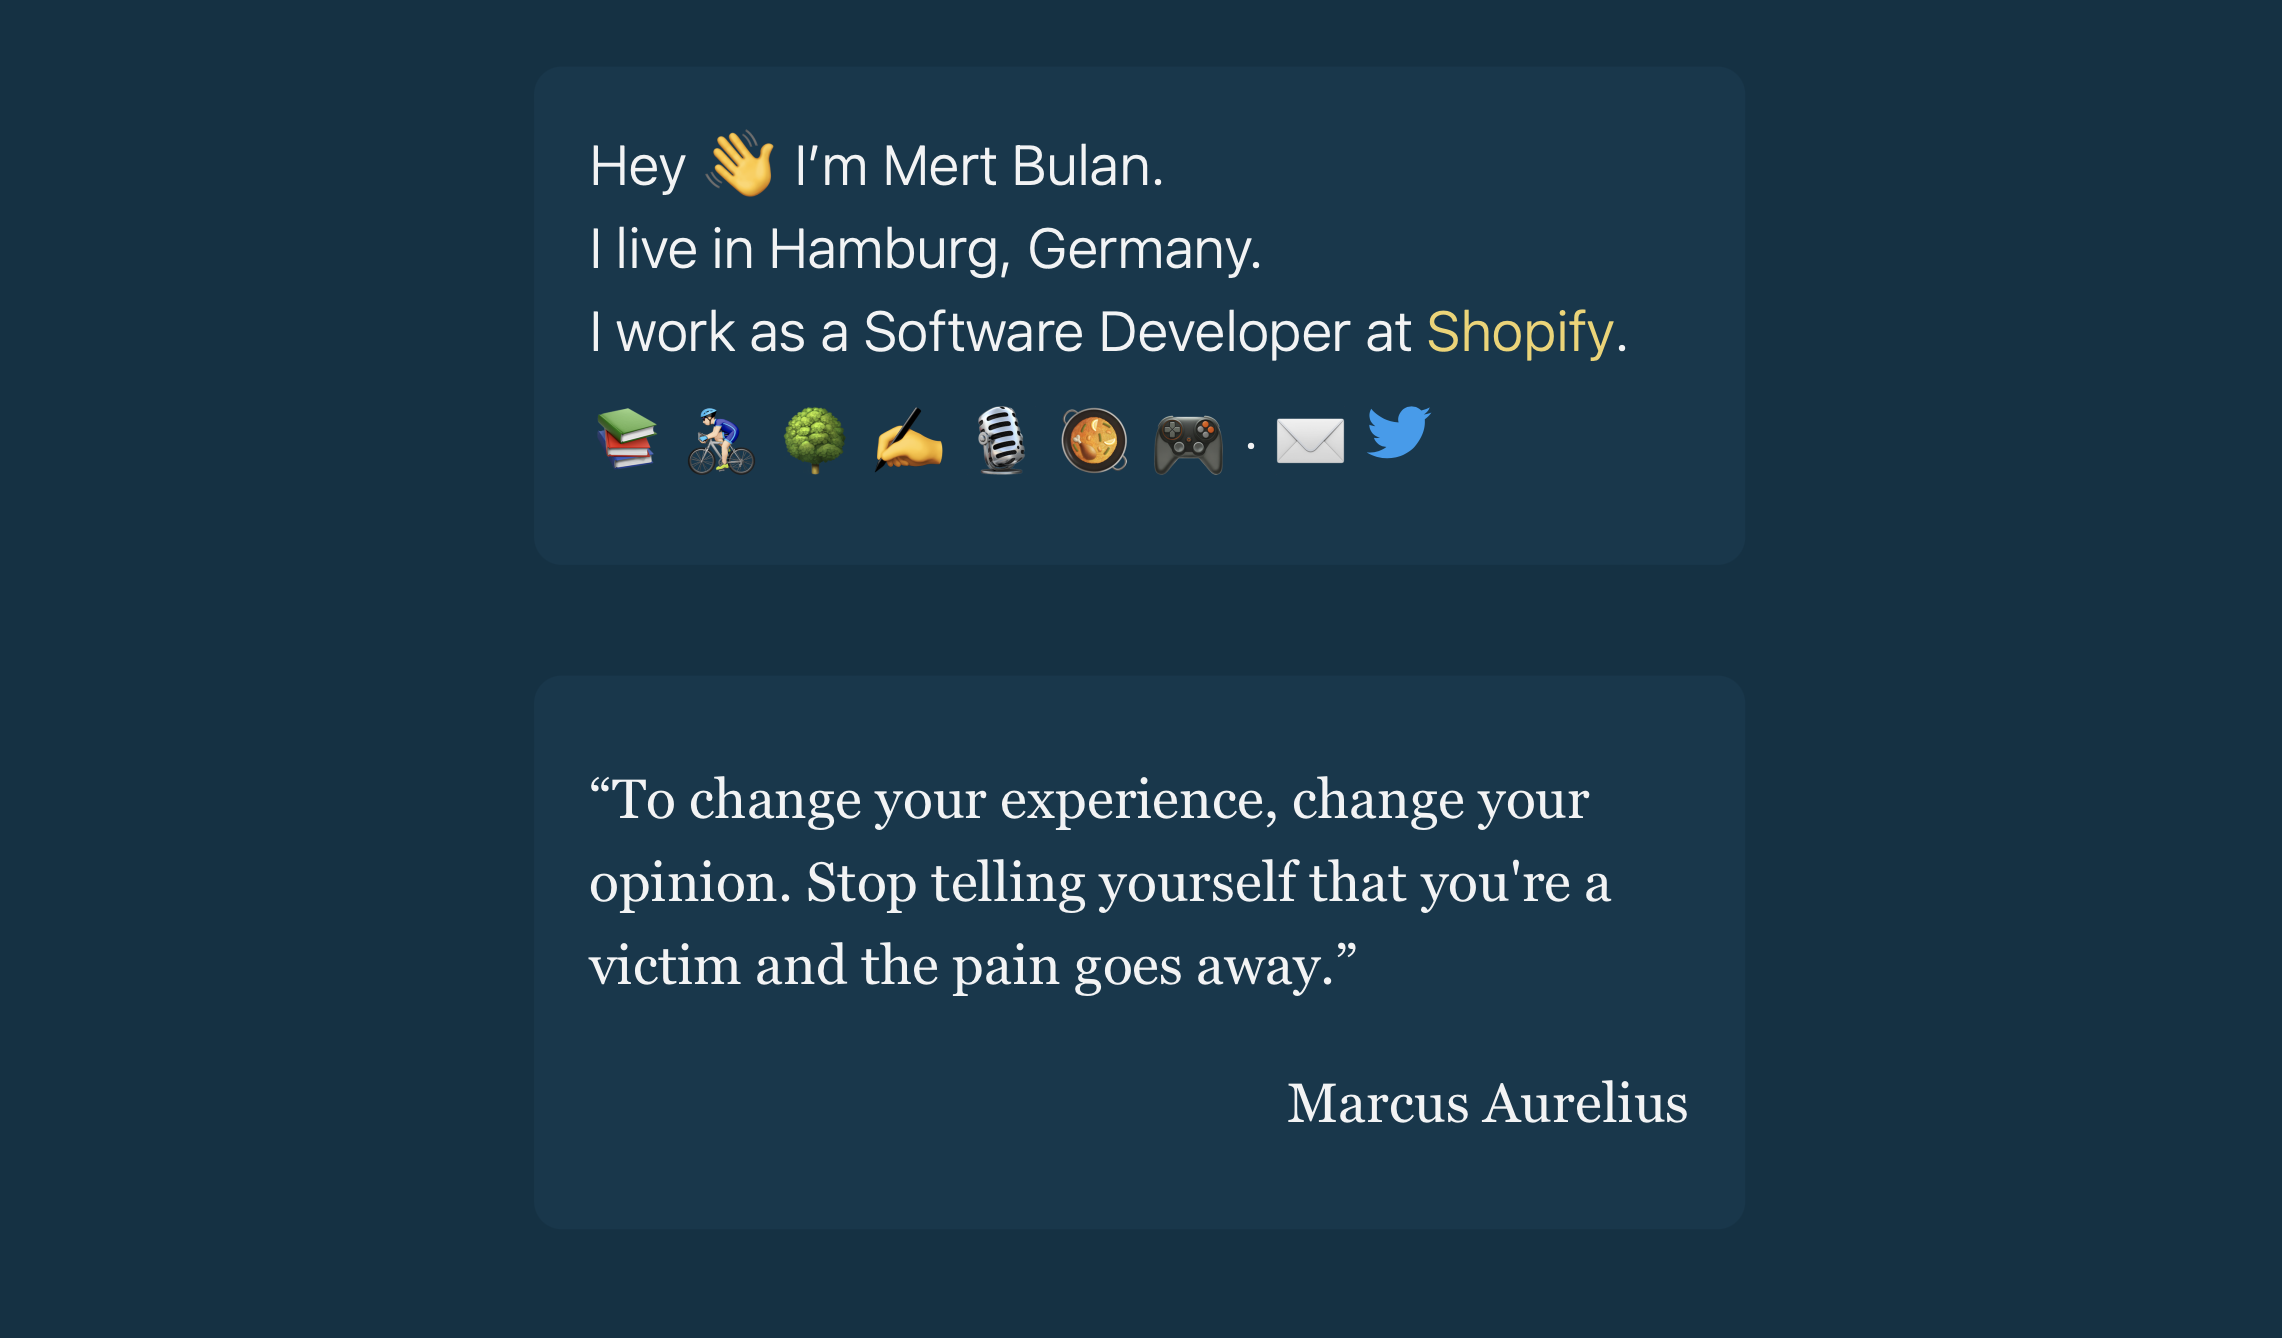 Hey 👋 I’m Mert Bulan.
I live in Hamburg, Germany.
I work as a Software Developer at Shopify.
“To change your experience, change your
opinion. Stop telling yourself that you're a
victim and the pain goes away.”
Marcus Aurelius